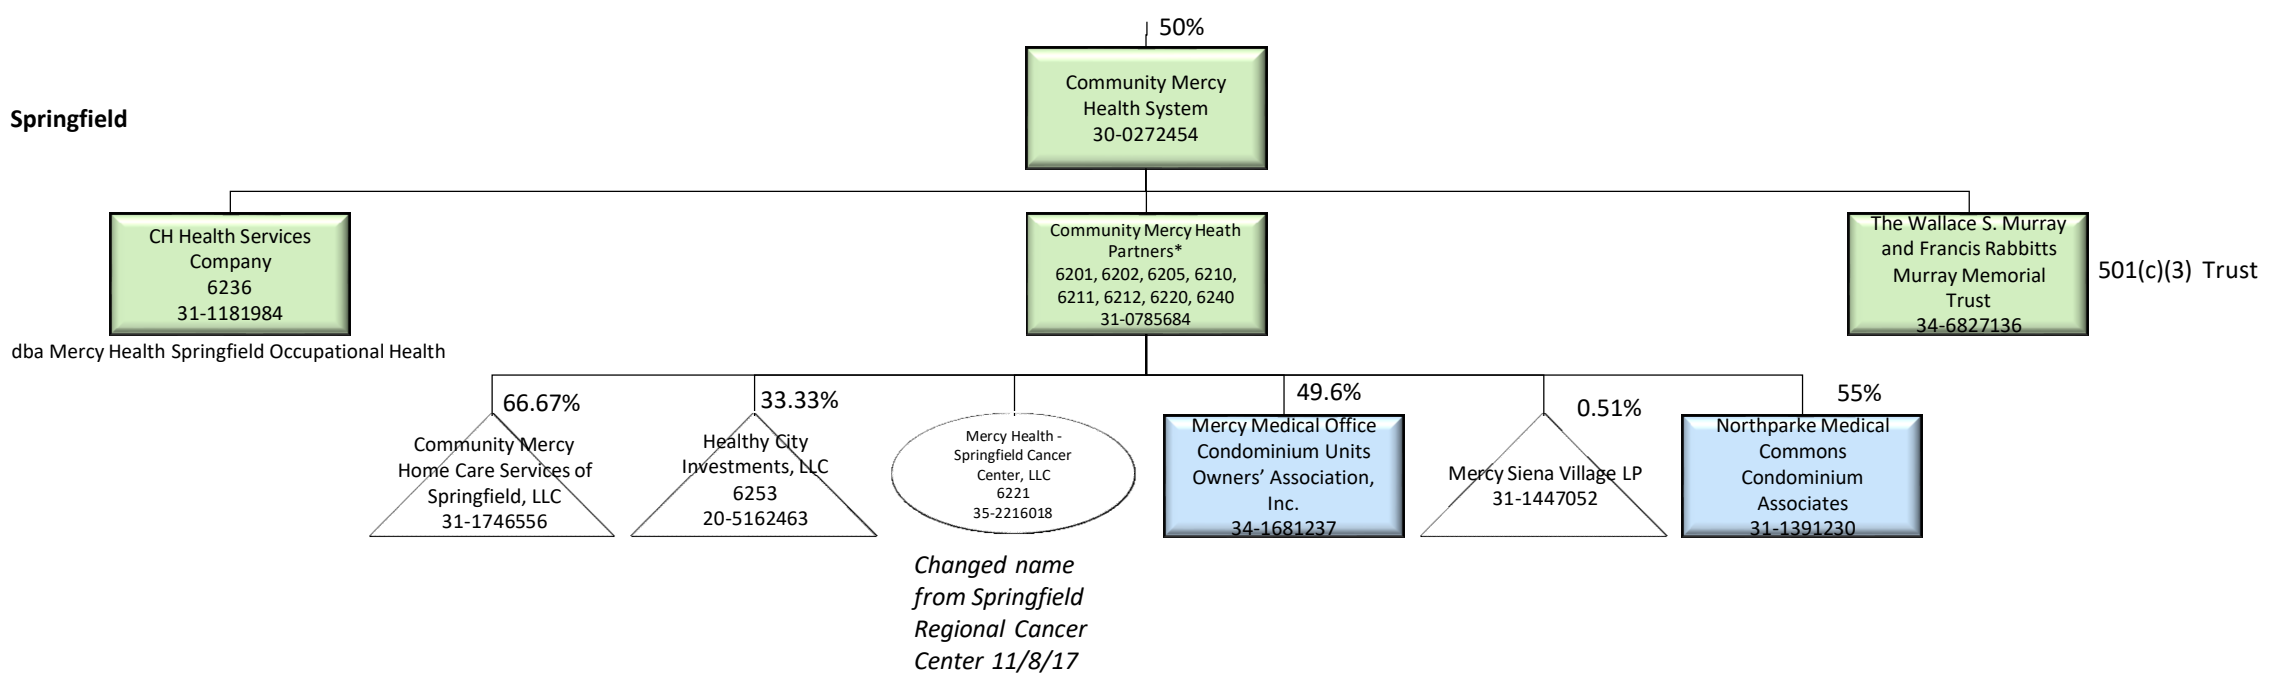 50%
Community Mercy
Health System
30-0272454
Springfield
CH Health Services
Company
6236
31-1181984
dba Mercy Health Springfield Occupational Health
Community Mercy Heath
Partners*
6201, 6202, 6205, 6210,
6211, 6212, 6220, 6240
31-0785684
The Wallace S. Murray
and Francis Rabbitts
Murray Memorial
Trust
34-6827136
501(c)(3) Trust
66.67%
Community Mercy
Home Care Services of
Springfield, LLC
31-1746556
33.33%
Healthy City
Investments, LLC
6253
20-5162463
Mercy Health -
Springfield Cancer
Center, LLC
6221
35-2216018
Changed name
from Springfield
Regional Cancer
Center 11/8/17
49.6%
Mercy Medical Office
Condominium Units
Owners’ Association,
Inc.
34-1681237
0.51%
Mercy Siena Village LP
31-1447052
55%
Northparke Medical
Commons
Condominium
Associates
31-1391230